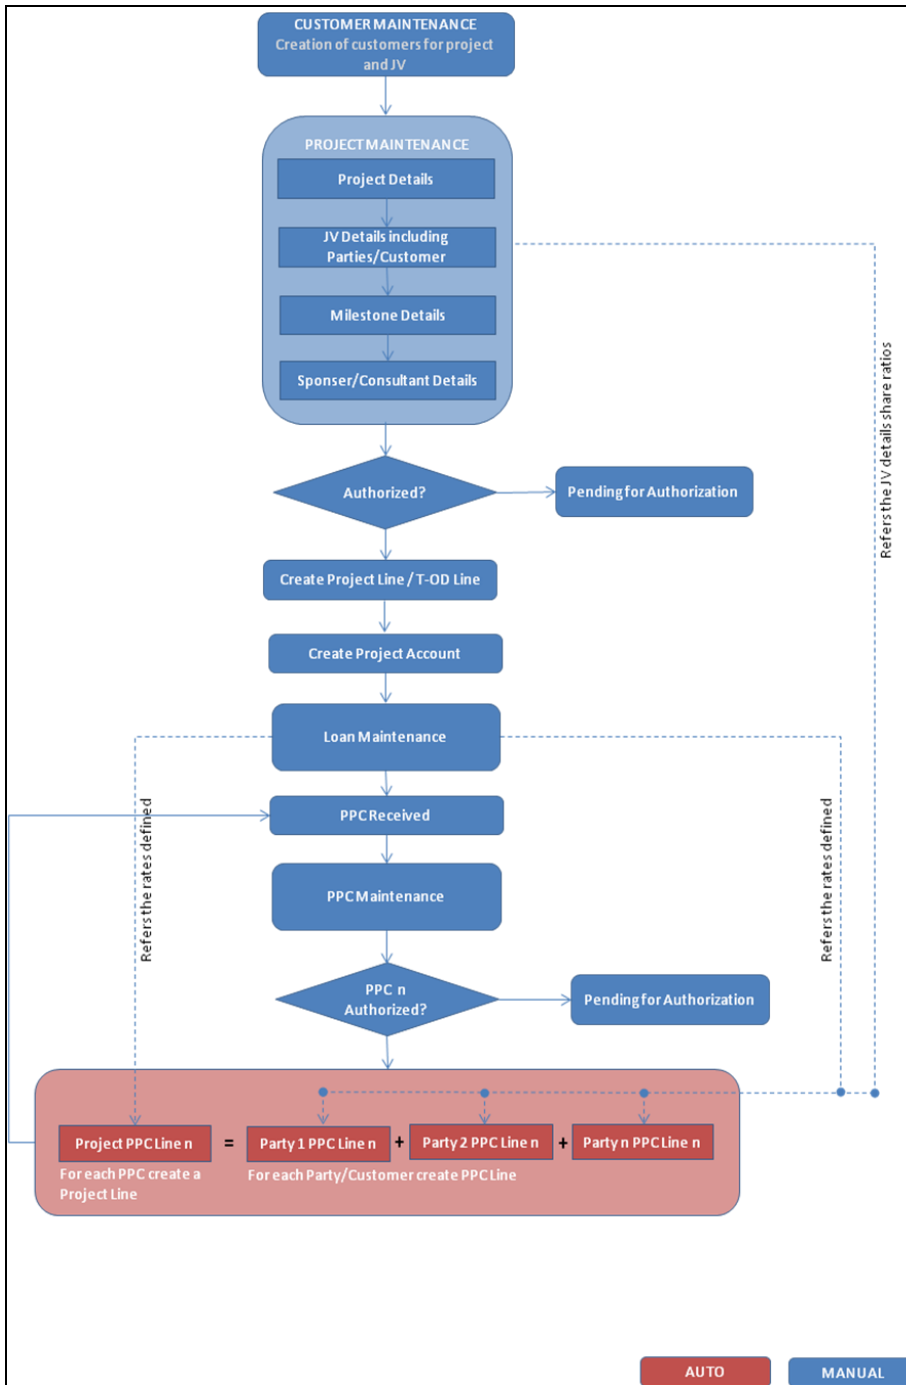 CUSTOMER MAINTENANCE
Creation of customers for project
and JV
PROJECT MAINTENANCE
Project Details
JV Details including
Parties/Customer
Milestone Details
Sponser/Consultant Details
Authorized?
Pending for Authorization
Create Project Line / T-OD Line
Create Project Account
Loan Maintenance
PPC Received
PPC Maintenance
PPC n
Authorized?
Pending for Authorization
Refers the rates defined
Refers the rates defined
Refers the JV details share ratios
Project PPC Line n = Party 1 PPC Line n + Party 2 PPC Line n + Party n PPC Line n
For each PPC create a
Project Line
For each Party/Customer create PPC Line
AUTO
MANUAL